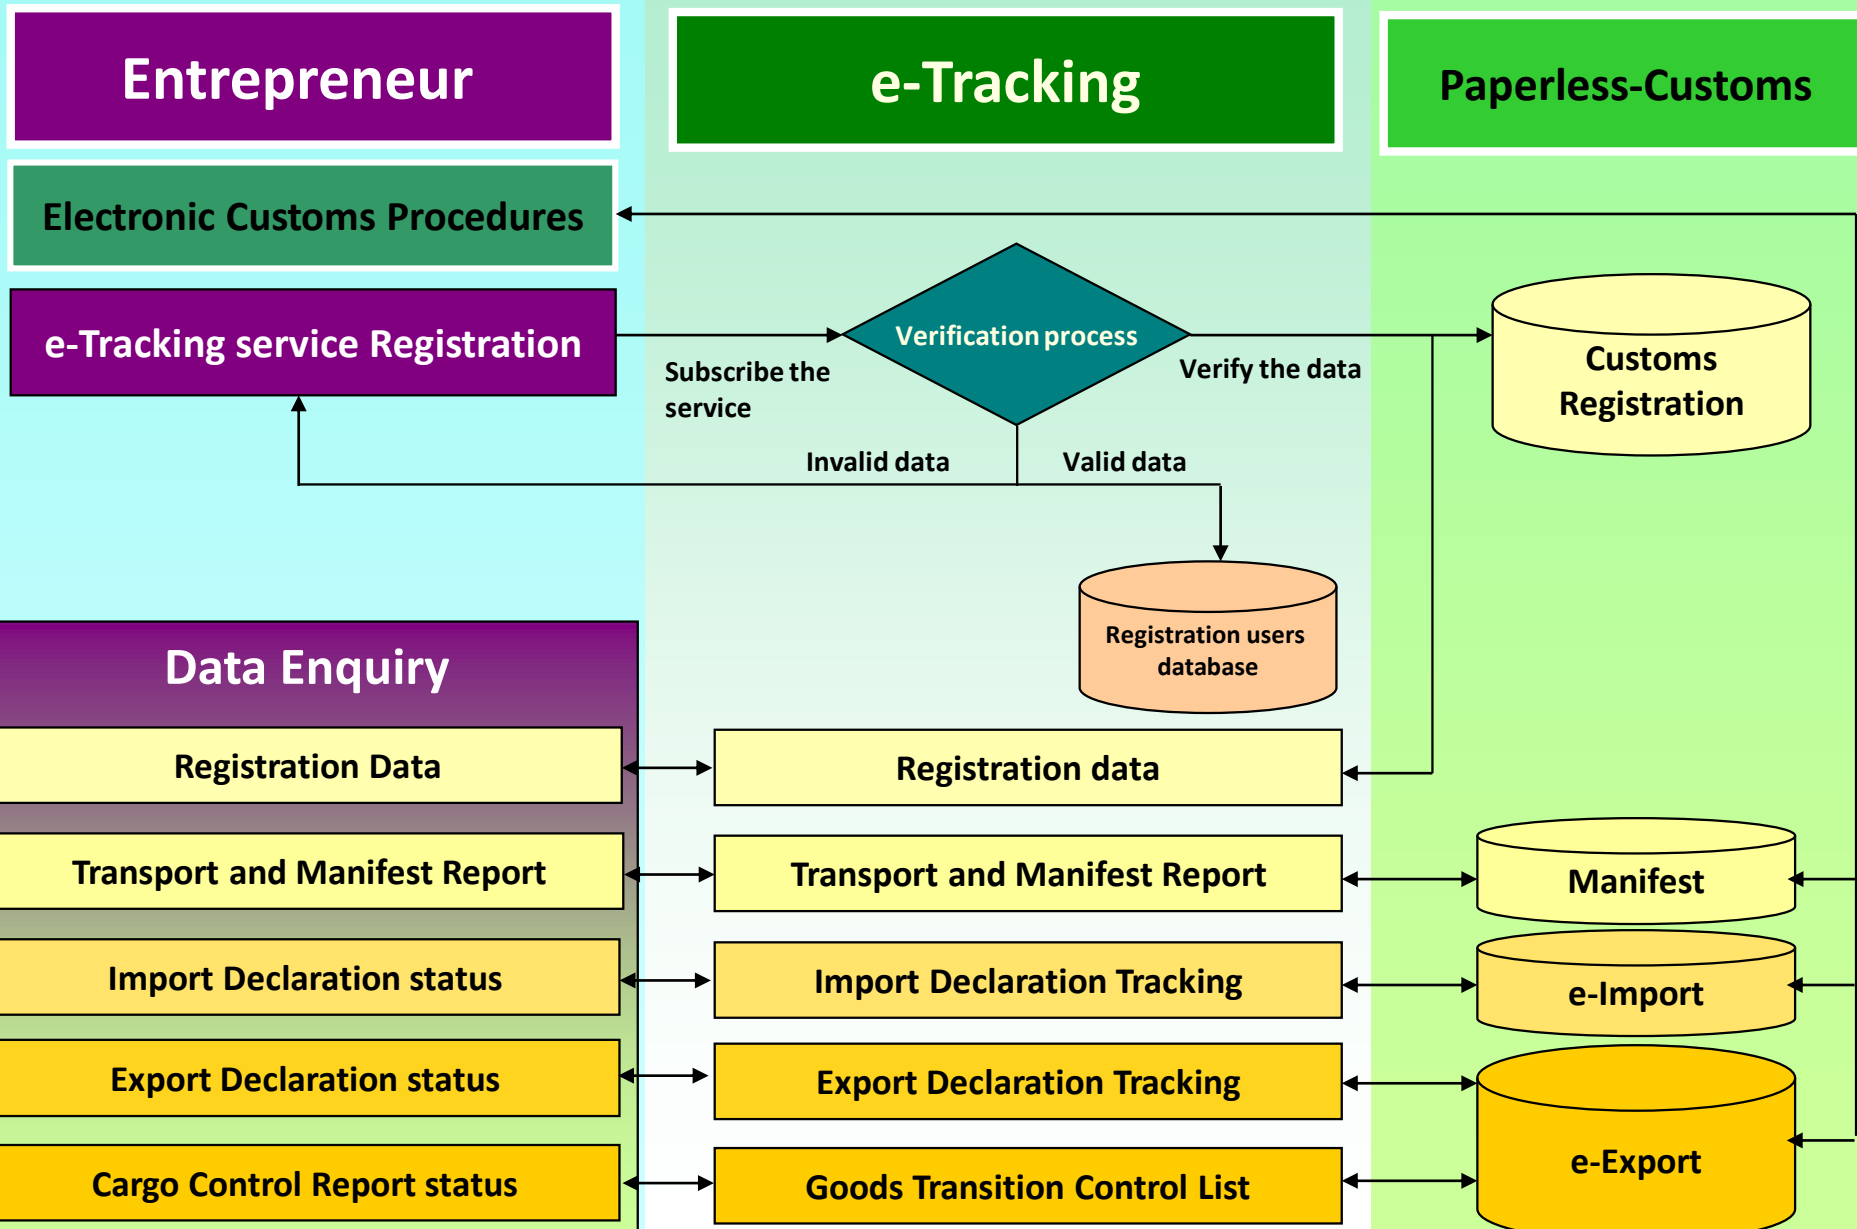 Entrepreneur
e-Tracking
Paperless-Customs
Electronic Customs Procedures
e-Tracking service Registration
Verification process
Subscribe the
service
Verify the data
Customs
Registration
Invalid data
Valid data
Registration users
database
Data Enquiry
Registration Data
Registration data
Transport and Manifest Report
Transport and Manifest Report
Manifest
Import Declaration status
Import Declaration Tracking
e-Import
Export Declaration status
Export Declaration Tracking
e-Export
Cargo Control Report status
Goods Transition Control List